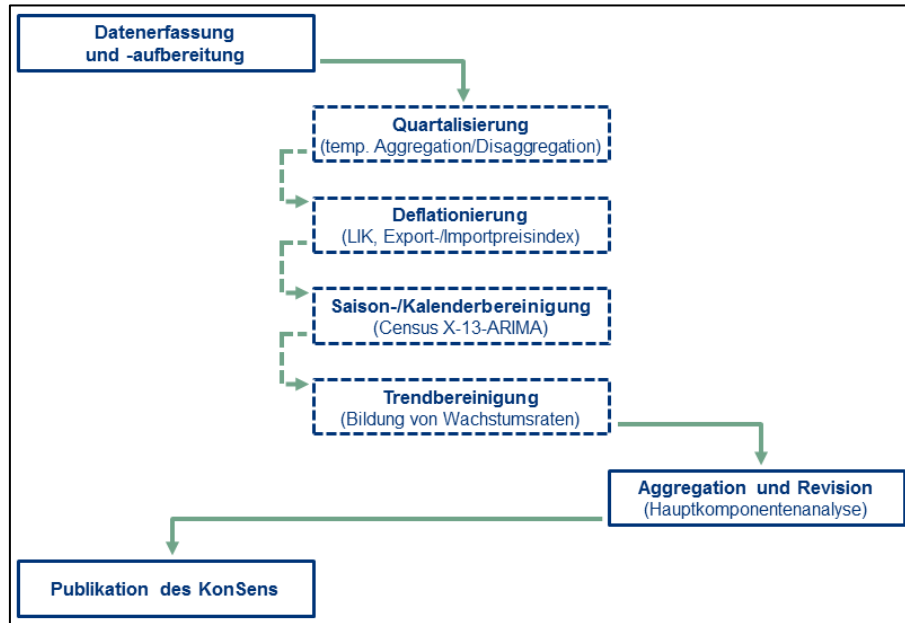 Datenerfassung
und -aufbereitung
Quartalisierung
(temp. Aggregation/Disaggregation)
Deflationierung
(LIK, Export-/Importpreisindex)
Saison-/Kalenderbereinigung
(Census X-13-ARIMA)
Trendbereinigung
(Bildung von Wachstumsraten)
Aggregation und Revision
(Hauptkomponentenanalyse)
Publikation des KonSens